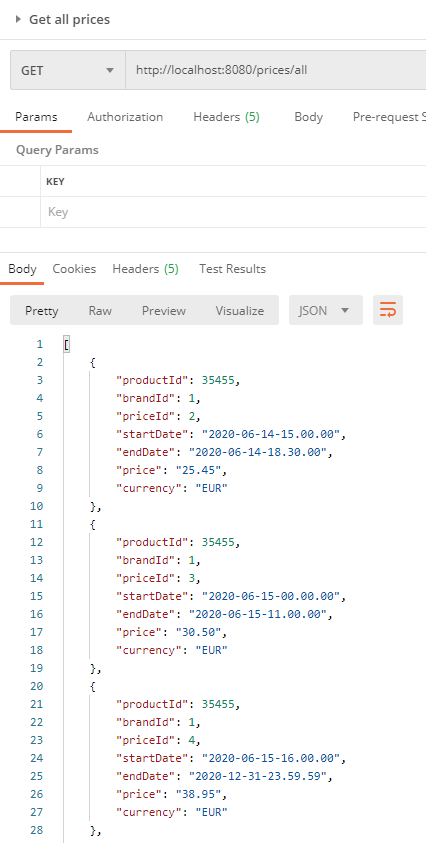 Get all prices
GET http://localhost:8080/prices/all
Params Authorization Headers (5) Body Pre-request S
Query Params
KEY
Key
Body Cookies Headers (5) Test Results
Pretty Raw Preview Visualize JSON
1 [
2 {
3 "productId": 35455,
4 "brandId": 1,
5 "priceId": 2,
6 "startDate": "2020-06-14-15.00.00",
7 "endDate": "2020-06-14-18.30.00",
8 "price": "25.45",
9 "currency": "EUR"
10 },
11 {
12 "productId": 35455,
13 "brandId": 1,
14 "priceId": 3,
15 "startDate": "2020-06-15-00.00.00",
16 "endDate": "2020-06-15-11.00.00",
17 "price": "30.50",
18 "currency": "EUR"
19 },
20 {
21 "productId": 35455,
22 "brandId": 1,
23 "priceId": 4,
24 "startDate": "2020-06-15-16.00.00",
25 "endDate": "2020-12-31-23.59.59",
26 "price": "38.95",
27 "currency": "EUR"
28 },